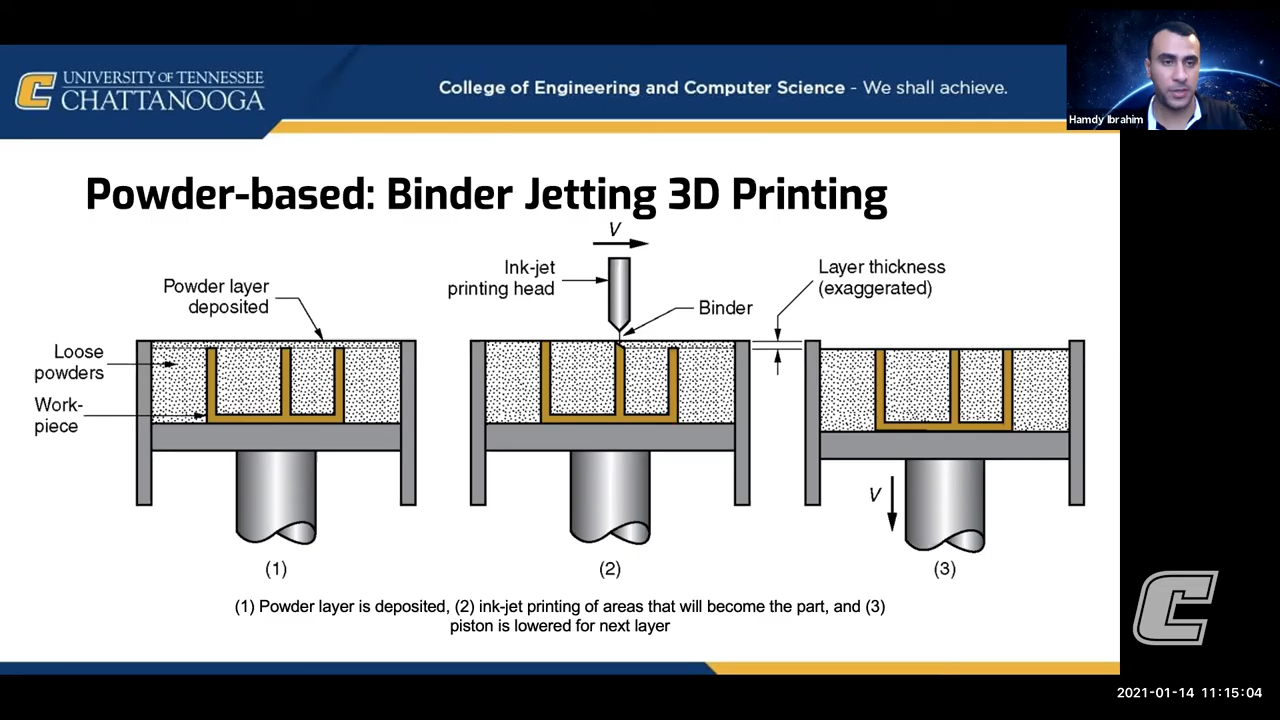 UNIVERSITY OF TENNESSEE
CHATTANOOGA
College of Engineering and Computer Science - We shall achieve.
Hamdy Ibrahim
Powder-based: Binder Jetting 3D Printing
V
Ink-jet
printing head
Layer thickness
(exaggerated)
Powder layer
deposited
Binder
Loose
powders
Work-
piece
V
(1)
(2)
(3)
(1) Powder layer is deposited, (2) ink-jet printing of areas that will become the part, and (3)
piston is lowered for next layer
2021-01-14 11:15:04